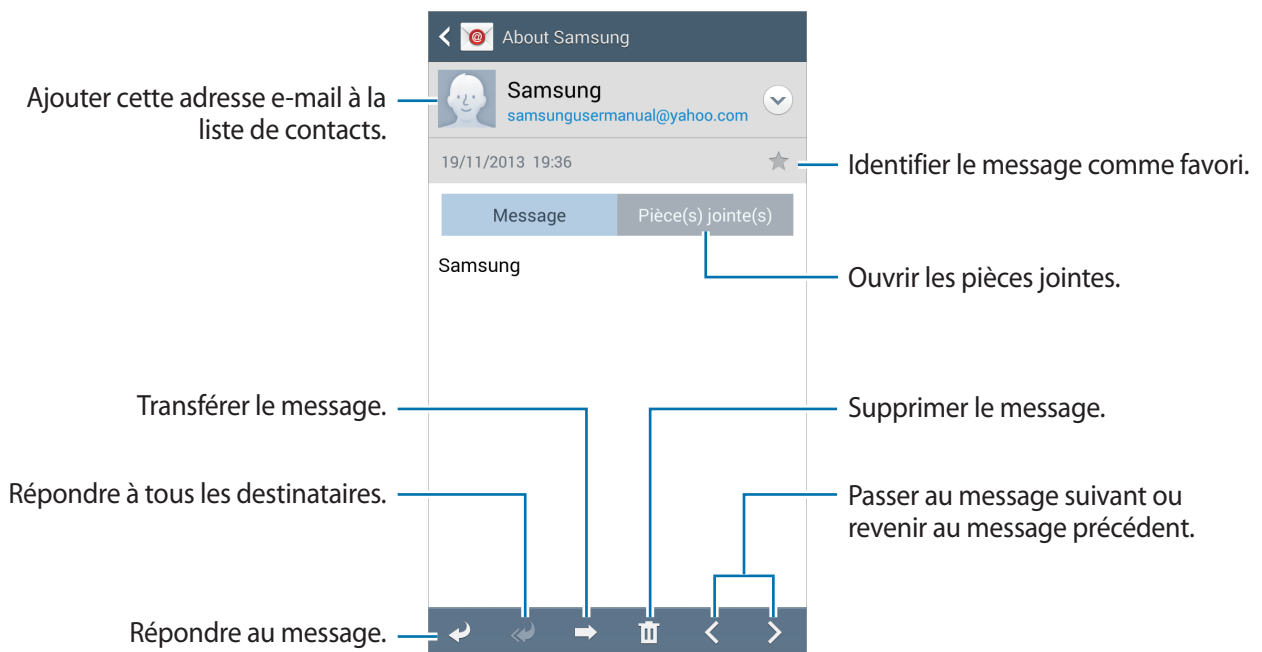 About Samsung
Ajouter cette adresse e-mail à la
liste de contacts.
Samsung
samsungusermanual@yahoo.com
19/11/2013 19:36
Identifier le message comme favori.
Message
Pièce(s) jointe(s)
Samsung
Ouvrir les pièces jointes.
Transférer le message.
Supprimer le message.
Répondre à tous les destinataires.
Passer au message suivant ou
revenir au message précédent.
Répondre au message.